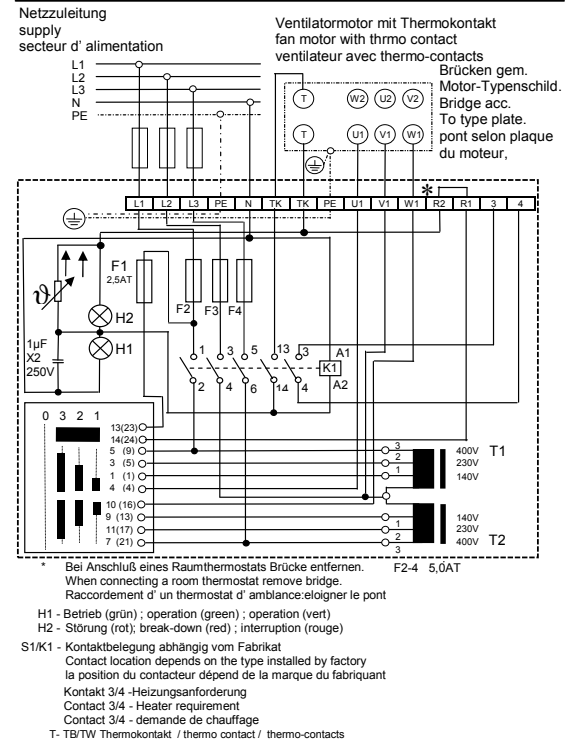 Netzzuleitung
supply
secteur d' alimentation
Ventilatormotor mit Thermokontakt
fan motor with thrmo contact
ventilateur avec thermo-contacts
Brücken gem.
Motor-Typenschild.
Bridge acc.
To type plate.
pont selon plaque
du moteur,
L1
L2
L3
N
PE
T W2 U2 V2
T U1 V1 W1
*
L1 L2 L3 PE N TK TK PE U1 V1 W1 R2 R1 3 4
F1
2,5AT
F2 F3 F4
ϑ
H2
H1
1µF
X2
250V
1 3 5 13 3
2 4 6 14 4
A1
K1
A2
0 3 2 1
13(23)
14(24)
5 (9)
3 (5)
1 (1)
4 (4)
10 (16)
9 (13)
11(17)
7 (21)
3 400V T1
2 230V
1 140V
140V
1 230V
2 400V T2
3
F2-4 5,0AT
* Bei Anschluß eines Raumthermostats Brücke entfernen.
When connecting a room thermostat remove bridge.
Raccordement d' un thermostat d' amblance:eloigner le pont
H1 - Betrieb (grün) ; operation (green) ; operation (vert)
H2 - Störung (rot); break-down (red) ; interruption (rouge)
S1/K1 - Kontaktbelegung abhängig vom Fabrikat
Contact location depends on the type installed by factory
la position du contacteur dépend de la marque du fabriquant
Kontakt 3/4 -Heizungsanforderung
Contact 3/4 - Heater requirement
Contact 3/4 - demande de chauffage
T- TB/TW Thermokontakt / thermo contact / thermo-contacts